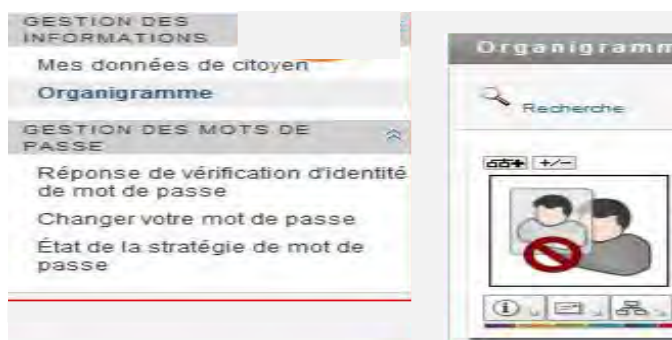 GESTION DES
INFORMATIONS
Mes données de citoyen
Organigramme
GESTION DES MOTS DE
PASSE
Réponse de vérification d'identité
de mot de passe
Changer votre mot de passe
État de la stratégie de mot de
passe
Organigramm
Recherche
+/-